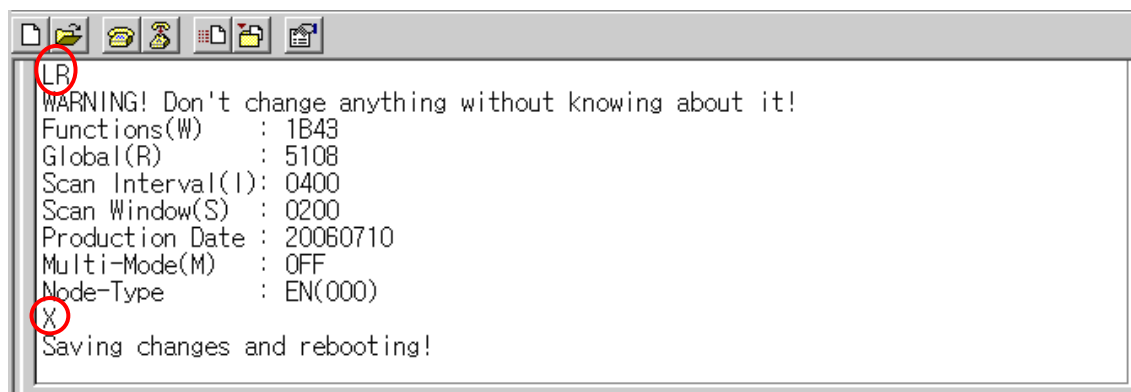 LR
WARNING! Don't change anything without knowing about it!
Functions(W)    : 1B43
Global(R)       : 5108
Scan Interval(I): 0400
Scan Window(S)  : 0200
Production Date : 20060710
Multi-Mode(M)   : OFF
Node-Type       : EN(000)
X
Saving changes and rebooting!